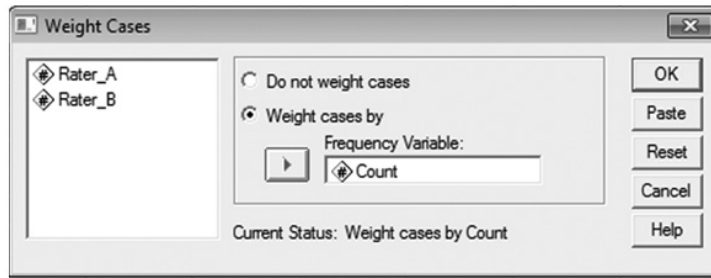 Weight Cases
Rater_A
Rater_B
Do not weight cases
Weight cases by
Frequency Variable:
Count
Current Status: Weight cases by Count
OK
Paste
Reset
Cancel
Help